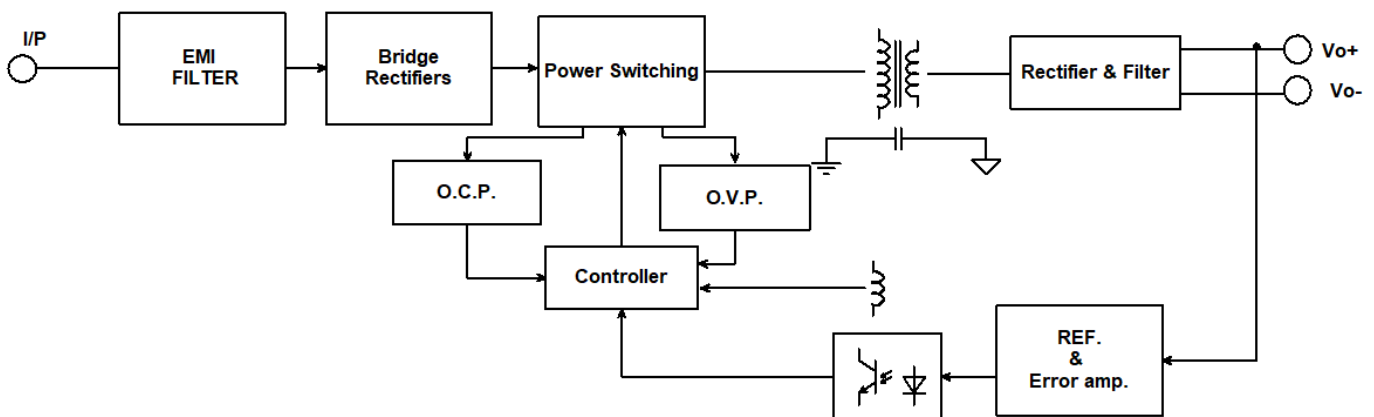 I/P
EMI
FILTER
Bridge
Rectifiers
Power Switching
Rectifier & Filter
Vo+
Vo-
O.C.P.
O.V.P.
Controller
REF.
&
Error amp.